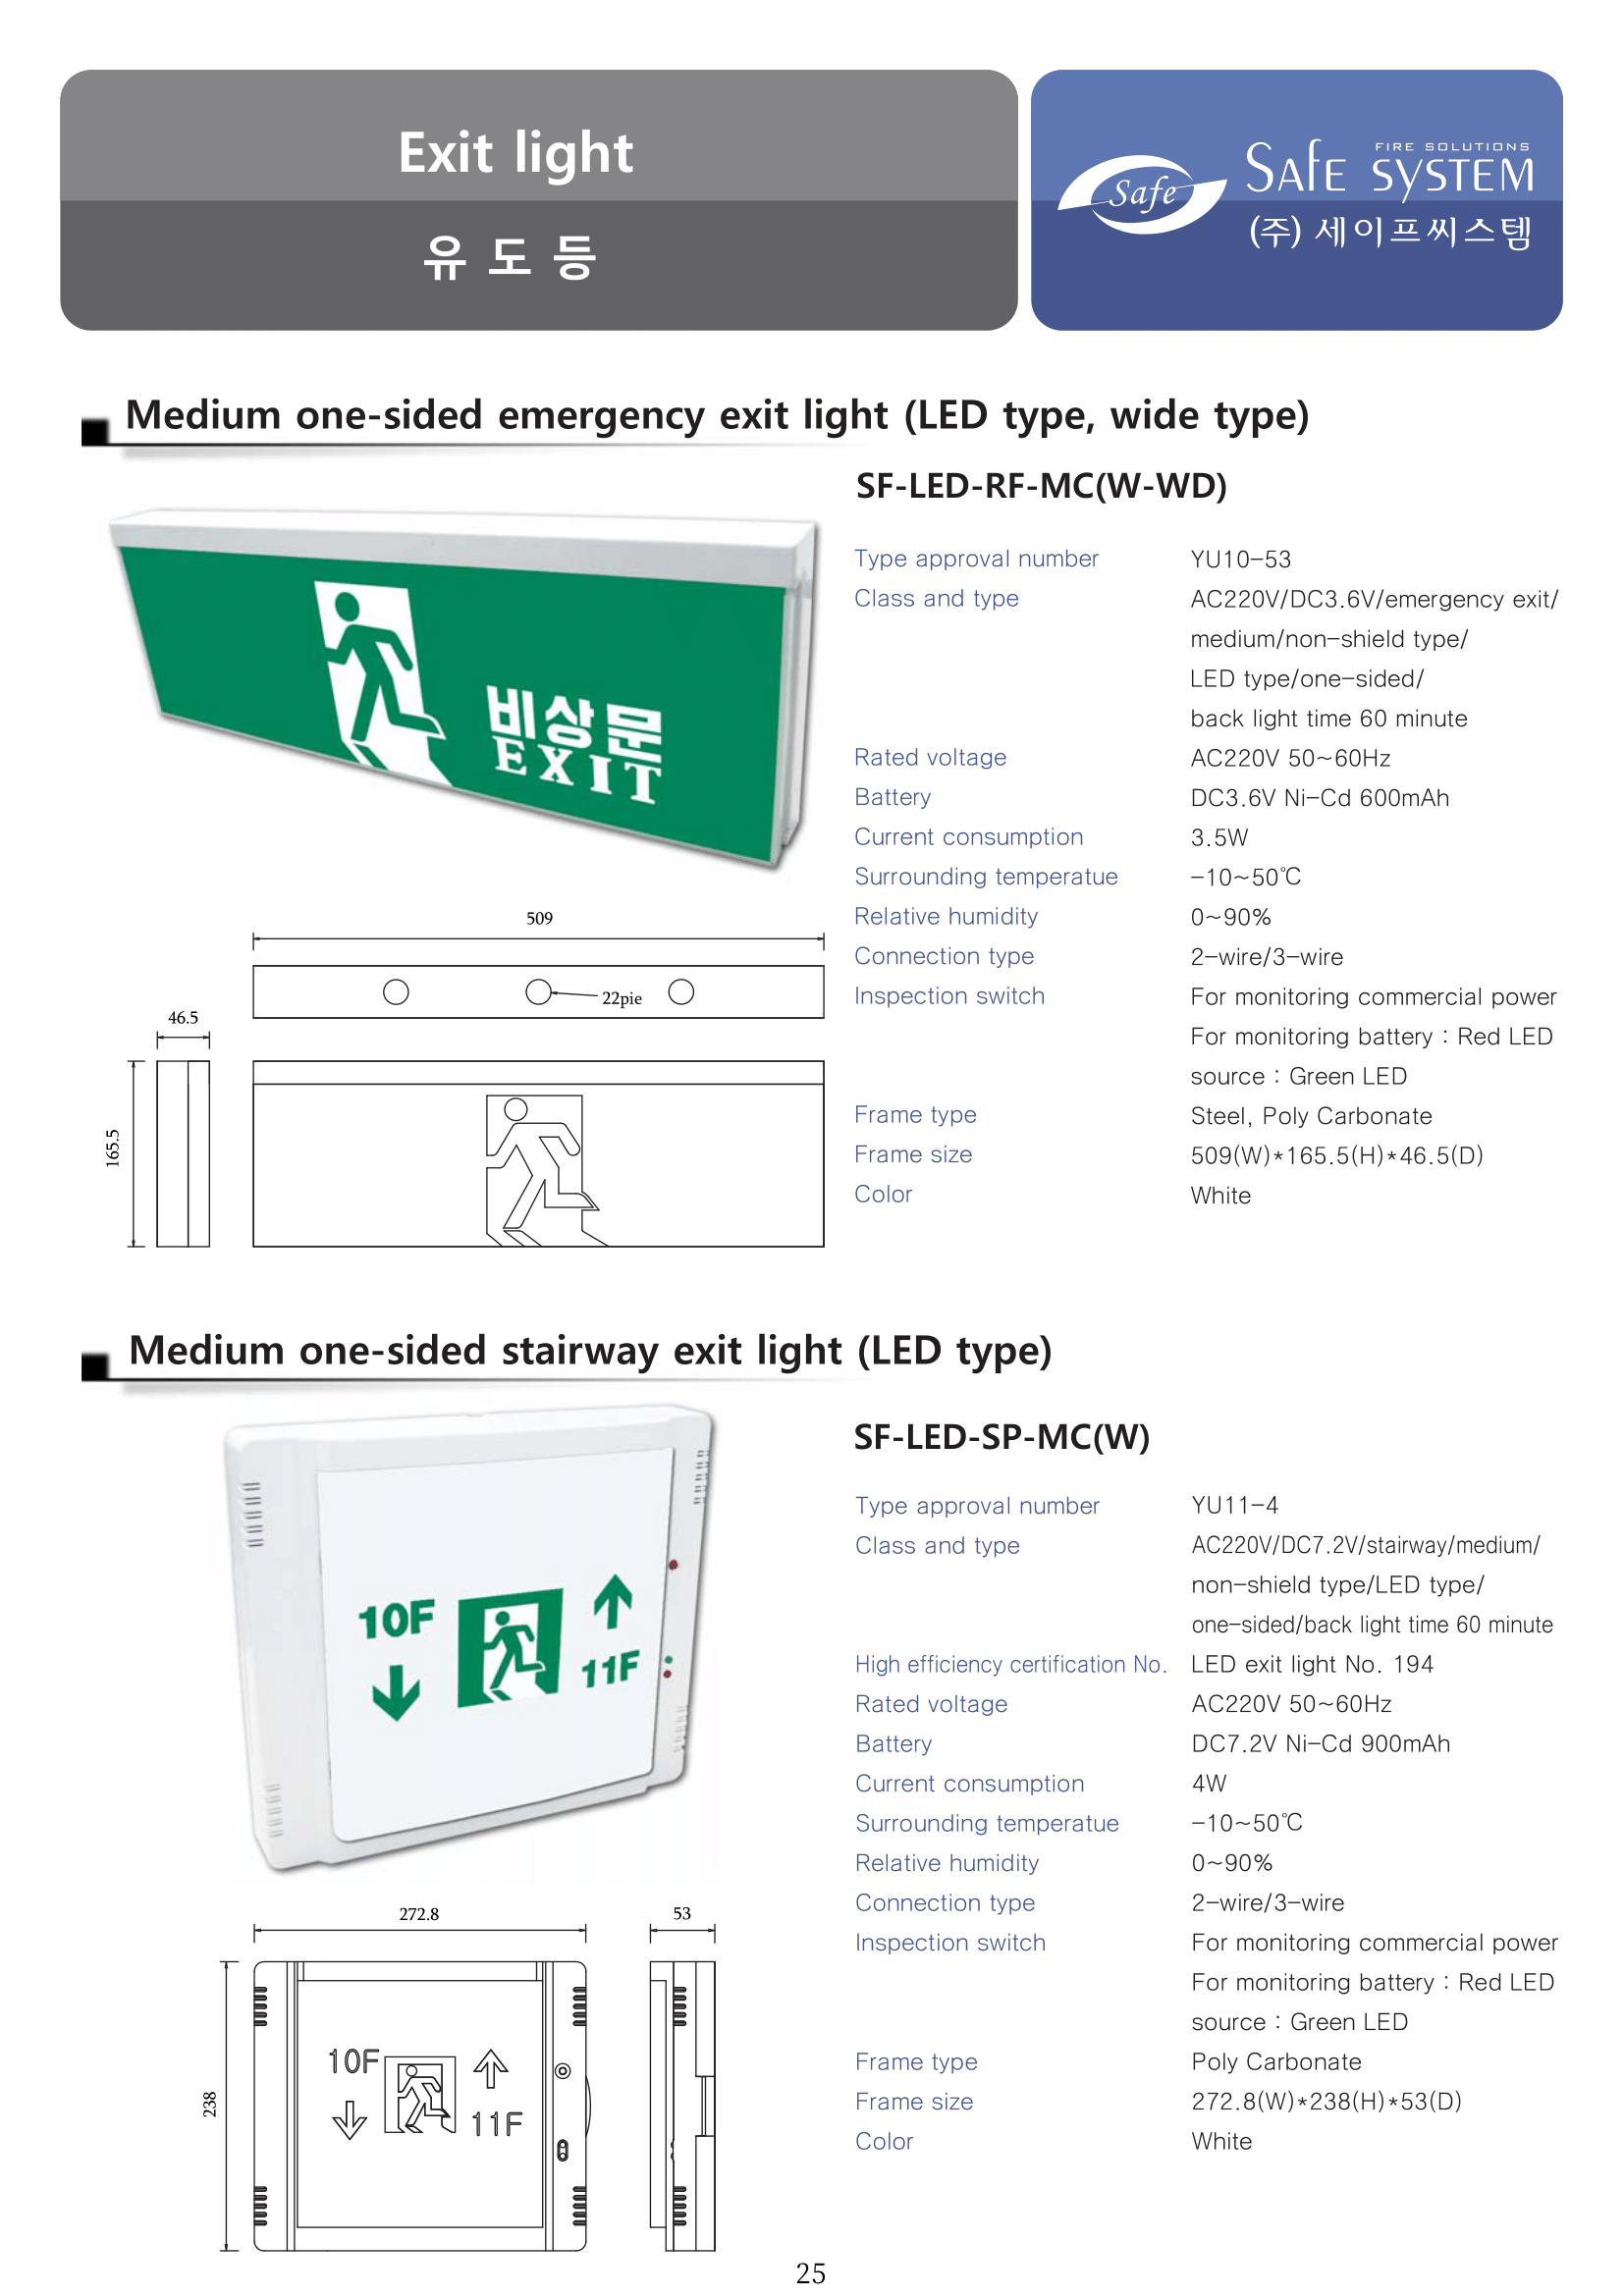 Exit light
유 도 등
Safe
FIRE SOLUTIONS
SAfE SYSTEM
(주) 세이프씨스템
Medium one-sided emergency exit light (LED type, wide type)
비상문
EXIT
SF-LED-RF-MC(W-WD)
Type approval number YU10-53
Class and type AC220V/DC3.6V/emergency exit/
medium/non-shield type/
LED type/one-sided/
back light time 60 minute
Rated voltage AC220V 50~60Hz
Battery DC3.6V Ni-Cd 600mAh
Current consumption 3.5W
Surrounding temperatue -10~50℃
Relative humidity 0~90%
Connection type 2-wire/3-wire
Inspection switch For monitoring commercial power
For monitoring battery : Red LED
source : Green LED
Frame type Steel, Poly Carbonate
Frame size 509(W)*165.5(H)*46.5(D)
Color White
509
22pie
46.5
165.5
Medium one-sided stairway exit light (LED type)
10F
11F
SF-LED-SP-MC(W)
Type approval number YU11-4
Class and type AC220V/DC7.2V/stairway/medium/
non-shield type/LED type/
one-sided/back light time 60 minute
High efficiency certification No. LED exit light No. 194
Rated voltage AC220V 50~60Hz
Battery DC7.2V Ni-Cd 900mAh
Current consumption 4W
Surrounding temperatue -10~50℃
Relative humidity 0~90%
Connection type 2-wire/3-wire
Inspection switch For monitoring commercial power
For monitoring battery : Red LED
source : Green LED
Frame type Poly Carbonate
Frame size 272.8(W)*238(H)*53(D)
Color White
272.8
53
238
10F
11F
25